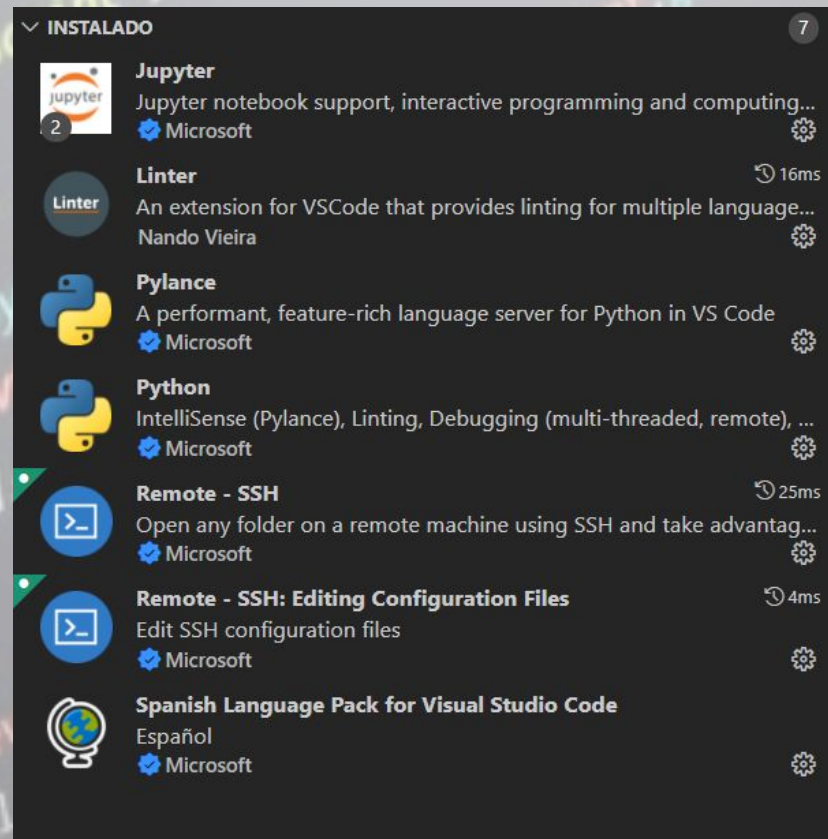 INSTALADO 7
Jupyter
Jupyter notebook support, interactive programming and computing...
jupyter
2
Microsoft
Linter 16ms
Linter
An extension for VSCode that provides linting for multiple language...
Nando Vieira
Pylance
A performant, feature-rich language server for Python in VS Code
Microsoft
Python
IntelliSense (Pylance), Linting, Debugging (multi-threaded, remote), ...
Microsoft
Remote - SSH 25ms
Open any folder on a remote machine using SSH and take advantag...
Microsoft
Remote - SSH: Editing Configuration Files 4ms
Edit SSH configuration files
Microsoft
Spanish Language Pack for Visual Studio Code
Español
Microsoft